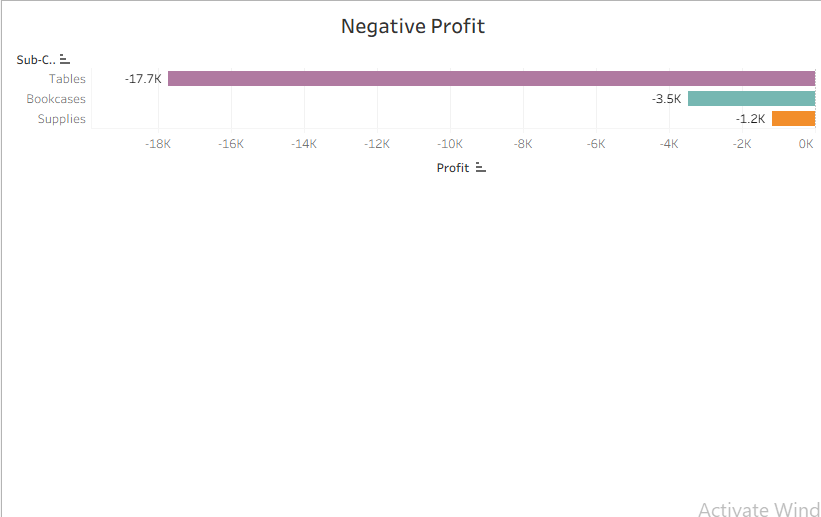 Negative Profit
Sub-C..
Tables -17.7K
Bookcases -3.5K
Supplies -1.2K
-18K -16K -14K -12K -10K -8K -6K -4K -2K 0K
Profit
Activate Wind